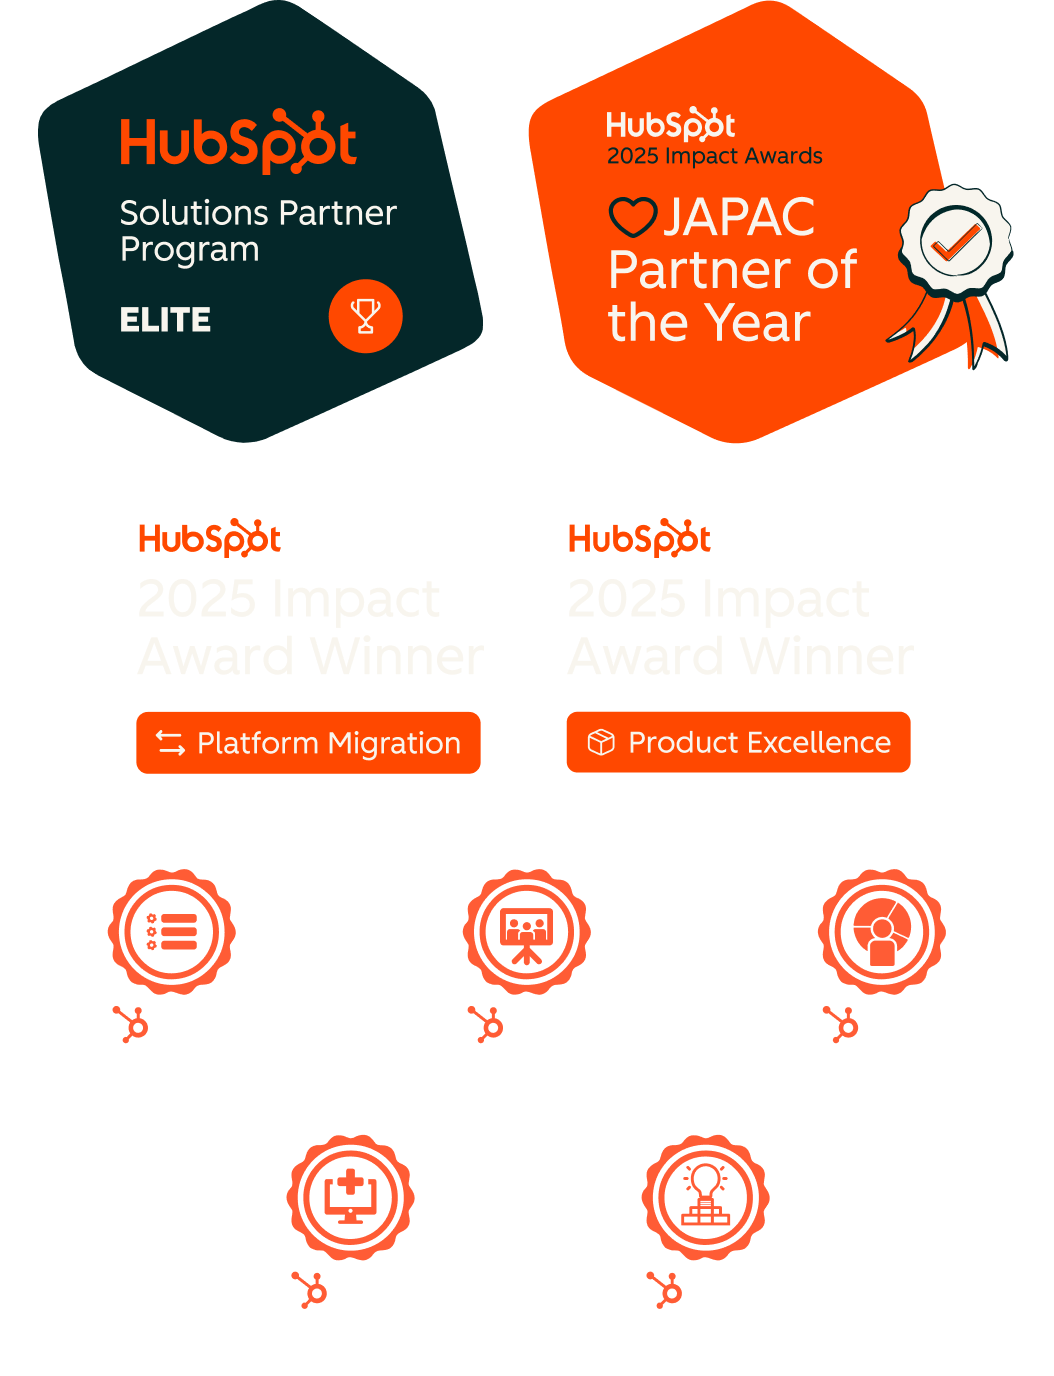 HubSpot
Solutions Partner
Program
ELITE
HubSpot
2025 Impact Awards
JAPAC
Partner of
the Year
HubSpot
2025 Impact
Award Winner
Platform Migration
HubSpot
2025 Impact
Award Winner
Product Excellence